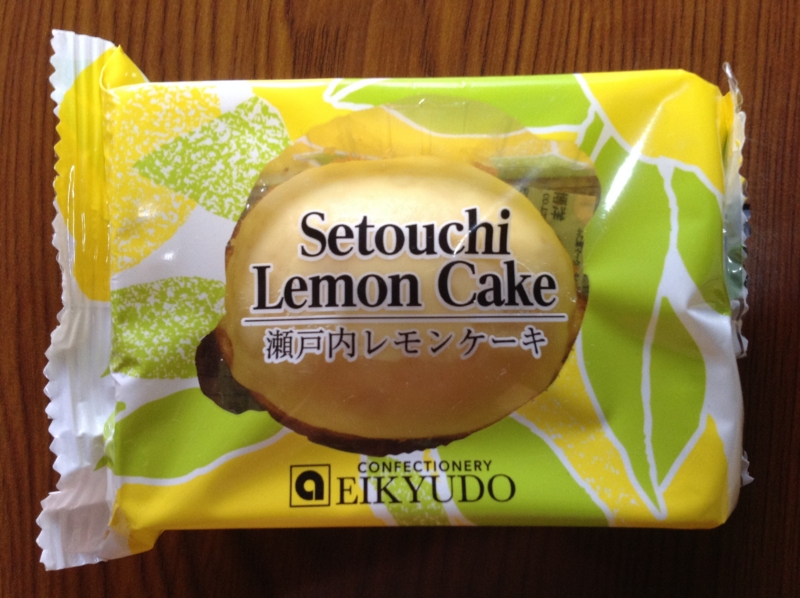 Setouchi
Lemon Cake
瀬戸内レモンケーキ
CONFECTIONERY
a EIKYUDO